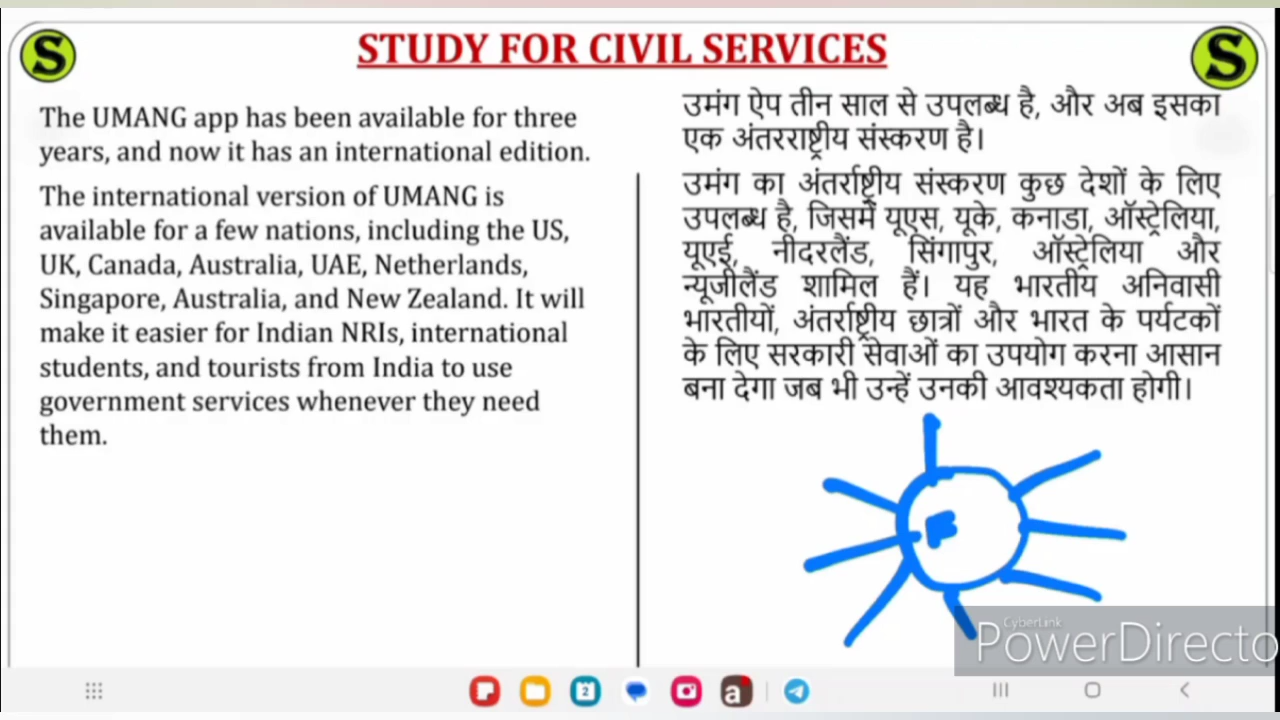 S
STUDY FOR CIVIL SERVICES
S
The UMANG app has been available for three
years, and now it has an international edition.
The international version of UMANG is
available for a few nations, including the US,
UK, Canada, Australia, UAE, Netherlands,
Singapore, Australia, and New Zealand. It will
make it easier for Indian NRIs, international
students, and tourists from India to use
government services whenever they need
them.
उमंग ऐप तीन साल से उपलब्ध है, और अब इसका
एक अंतरराष्ट्रीय संस्करण है।
उमंग का अंतर्राष्ट्रीय संस्करण कुछ देशों के लिए
उपलब्ध है, जिसमें यूएस, यूके, कनाडा, ऑस्ट्रेलिया,
यूएई, नीदरलैंड, सिंगापुर, ऑस्ट्रेलिया और
न्यूजीलैंड शामिल हैं। यह भारतीय अनिवासी
भारतीयों, अंतर्राष्ट्रीय छात्रों और भारत के पर्यटकों
के लिए सरकारी सेवाओं का उपयोग करना आसान
बना देगा जब भी उन्हें उनकी आवश्यकता होगी।
CyberLink
PowerDirecto
2
a